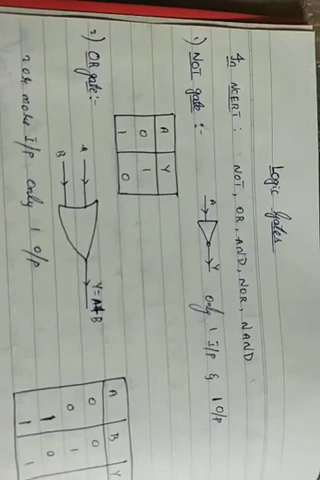 Logic Gates
In NCERT : NOT, OR, AND, NOR, NAND
1) NOT gate :- A Y only 1 I/P & 1 O/P
A Y
0 1
1 0
2) OR gate :- A B Y = A+B
A B Y
0 0
0 1
1 0
1 1
2 or more I/P only 1 O/P